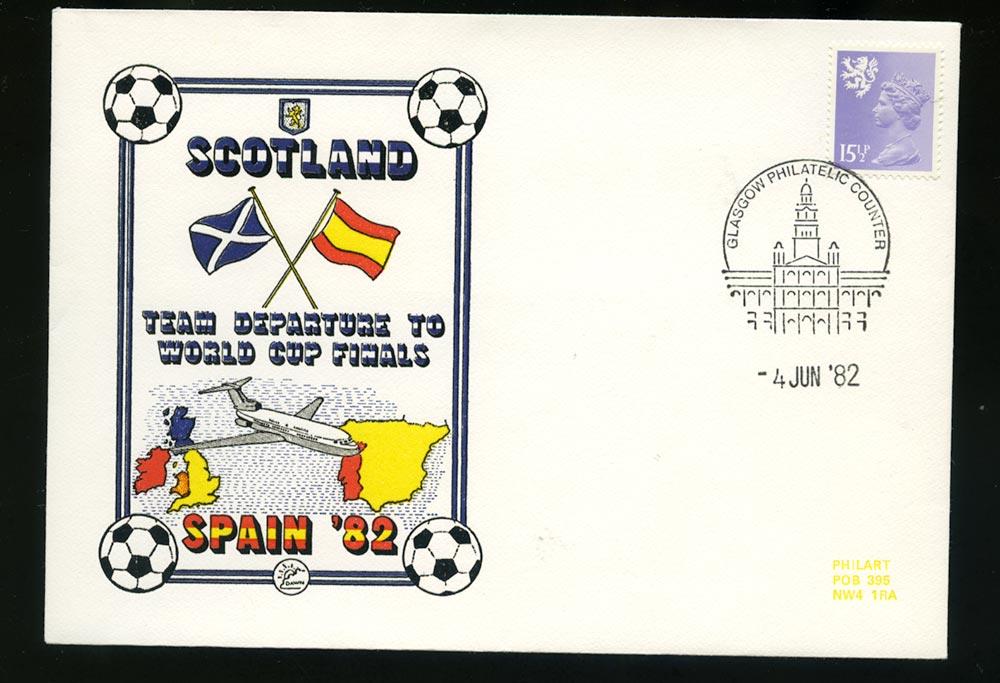 SCOTLAND
TEAM DEPARTURE TO
WORLD CUP FINALS
SPAIN '82
DAWN
15½P
GLASGOW PHILATELIC COUNTER
- 4 JUN '82
PHILART
POB 395
NW4 1RA